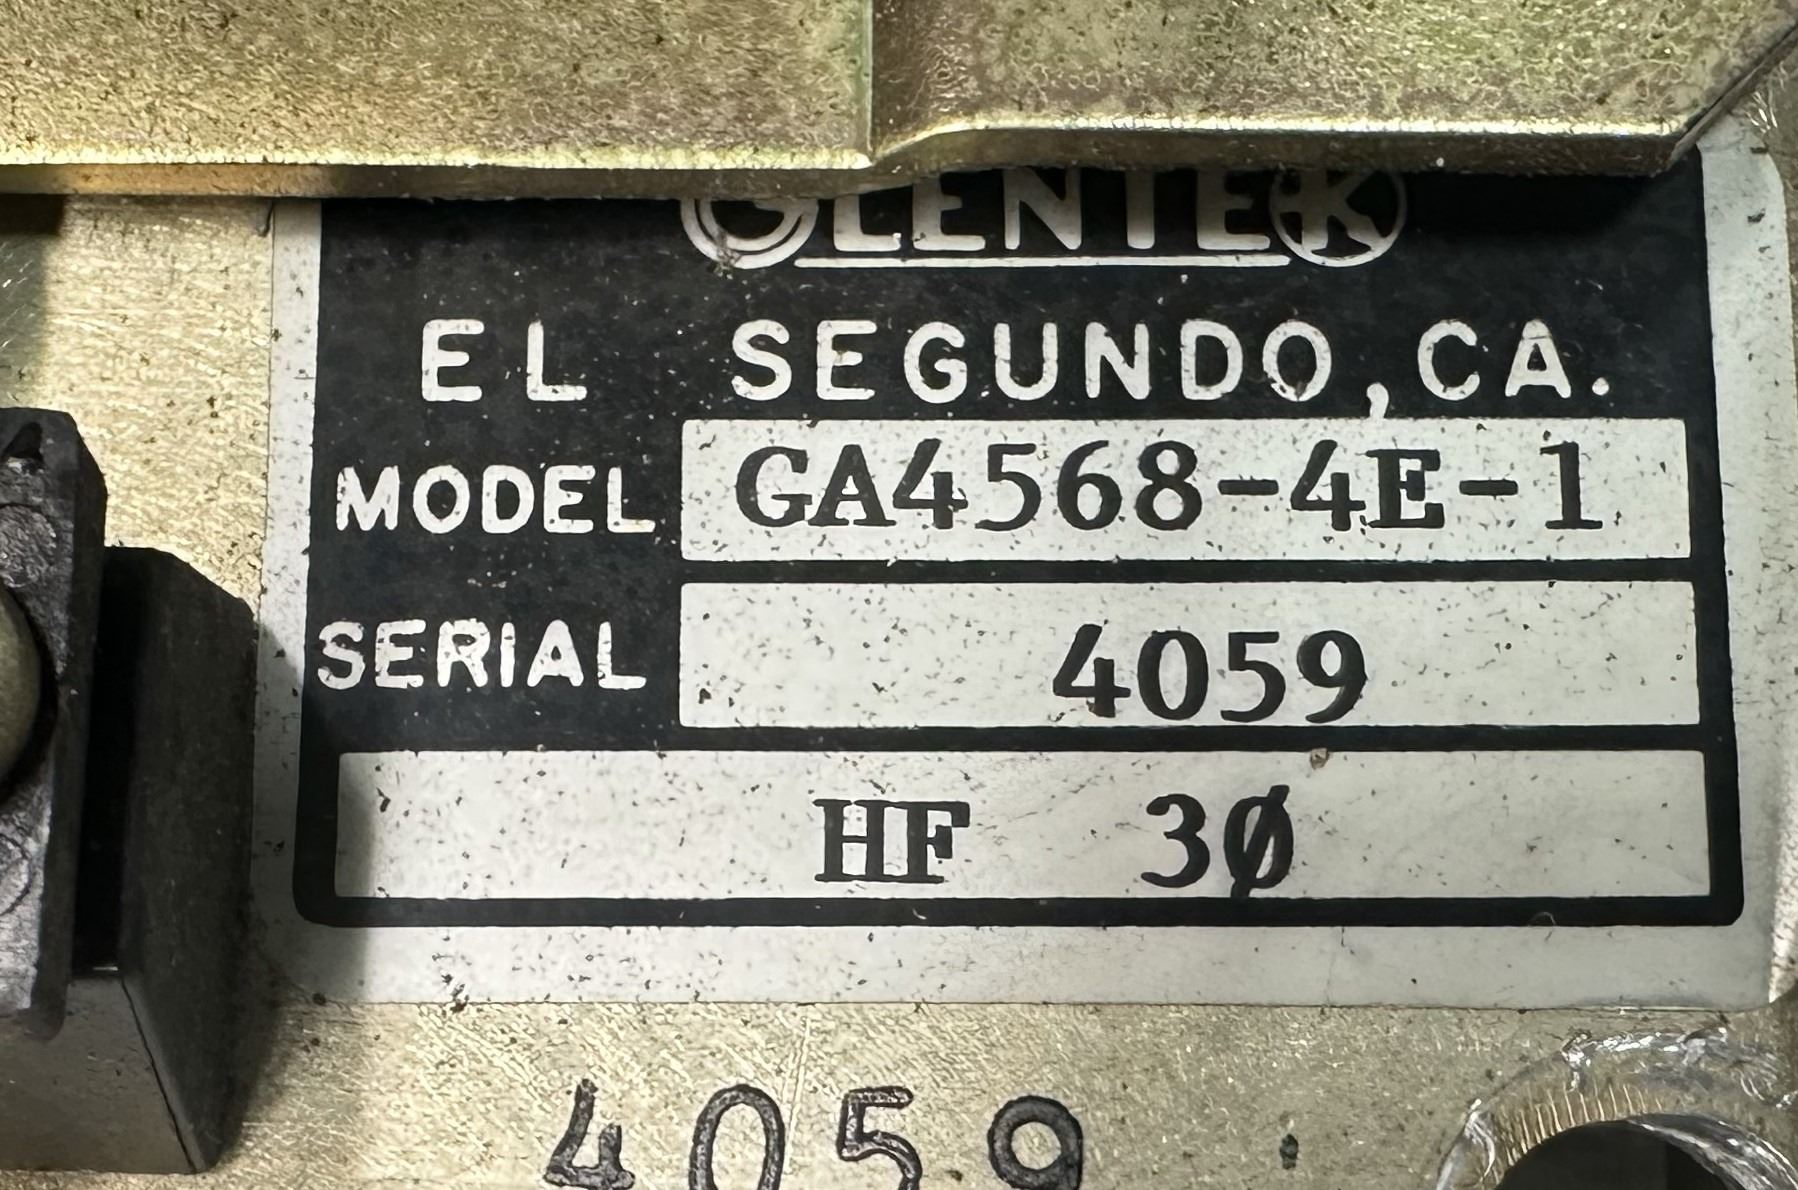 GLENTEK
EL SEGUNDO, CA.
MODEL GA4568-4E-1
SERIAL 4059
HF 3Ø
4059